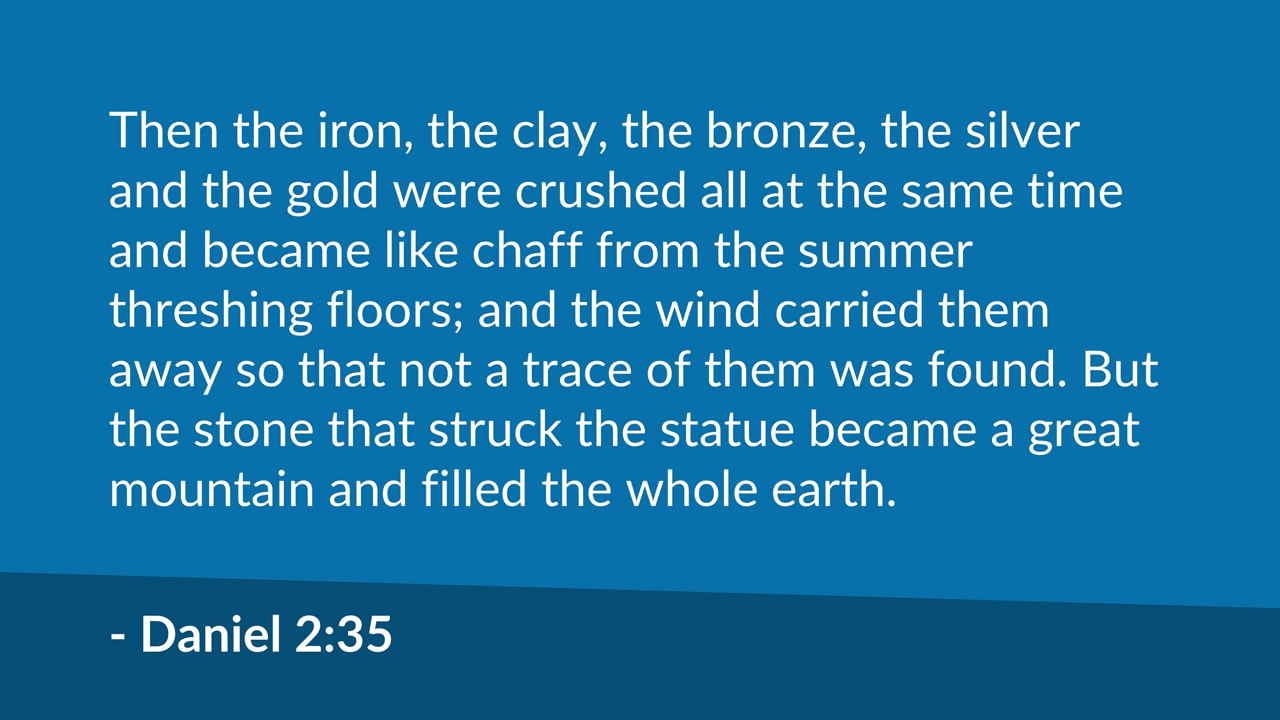 Then the iron, the clay, the bronze, the silver
and the gold were crushed all at the same time
and became like chaff from the summer
threshing floors; and the wind carried them
away so that not a trace of them was found. But
the stone that struck the statue became a great
mountain and filled the whole earth.
- Daniel 2:35